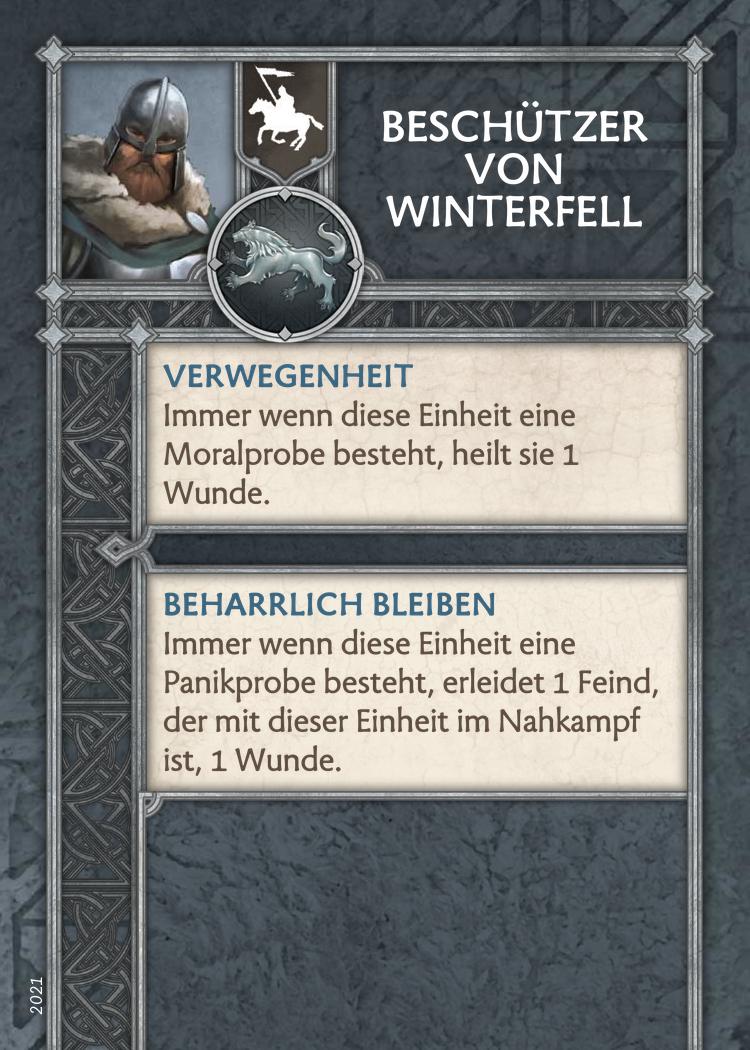 BESCHÜTZER
VON
WINTERFELL
VERWEGENHEIT
Immer wenn diese Einheit eine
Moralprobe besteht, heilt sie 1
Wunde.
BEHARRLICH BLEIBEN
Immer wenn diese Einheit eine
Panikprobe besteht, erleidet 1 Feind,
der mit dieser Einheit im Nahkampf
ist, 1 Wunde.
2021